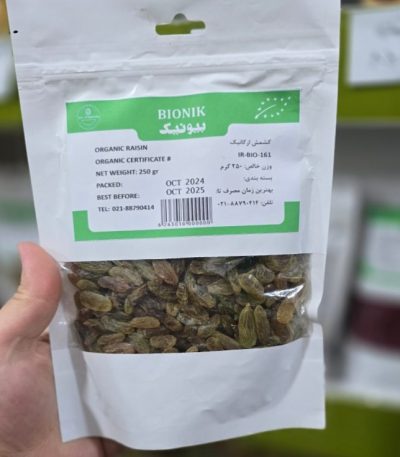 BIONIK
بیونیک
ORGANIC RAISIN
ORGANIC CERTIFICATE #
NET WEIGHT: 250 gr
PACKED: OCT 2024
BEST BEFORE: OCT 2025
TEL: 021-88790414
کشمش ارگانیک
IR-BIO-161
وزن خالص: ۲۵۰ گرم
بسته بندی:
بهترین زمان مصرف تا:
تلفن: ۰۲۱-۸۸۷۹۰۴۱۴